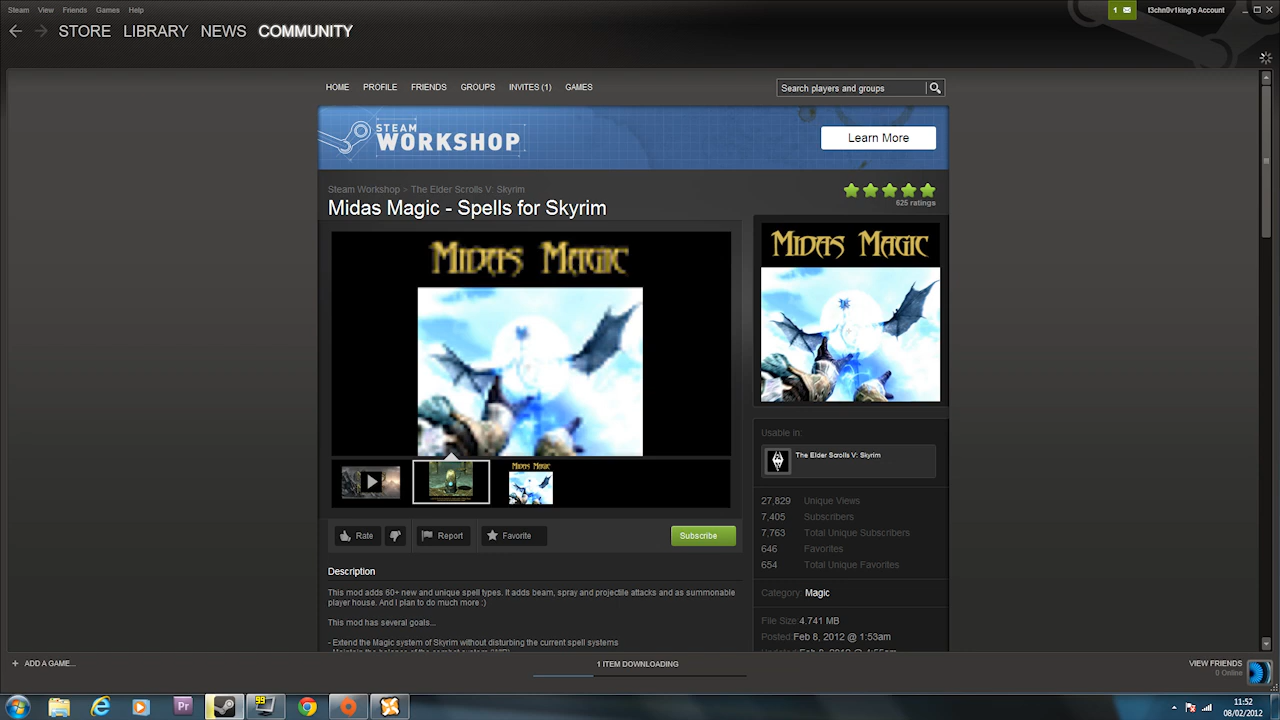 Steam View Friends Games Help
1
t3chn0v1king's Account
STORE LIBRARY NEWS COMMUNITY
HOME PROFILE FRIENDS GROUPS INVITES (1) GAMES
Search players and groups
STEAM
WORKSHOP
Learn More
Steam Workshop > The Elder Scrolls V: Skyrim
625 ratings
Midas Magic - Spells for Skyrim
MIDAS MAGIC
MIDAS MAGIC
MIDAS MAGIC
Usable in:
The Elder Scrolls V: Skyrim
27,829 Unique Views
7,405 Subscribers
7,763 Total Unique Subscribers
646 Favorites
654 Total Unique Favorites
Rate
Report
Favorite
Subscribe
Description
This mod adds 60+ new and unique spell types. It adds beam, spray and projectile attacks and as summonable
player house. And I plan to do much more :)
This mod has several goals...
- Extend the Magic system of Skyrim without disturbing the current spell systems
Category: Magic
File Size: 4.741 MB
Posted: Feb 8, 2012 @ 1:53am
+ ADD A GAME...
1 ITEM DOWNLOADING
VIEW FRIENDS
0 Online
Pr
99
11:52
08/02/2012